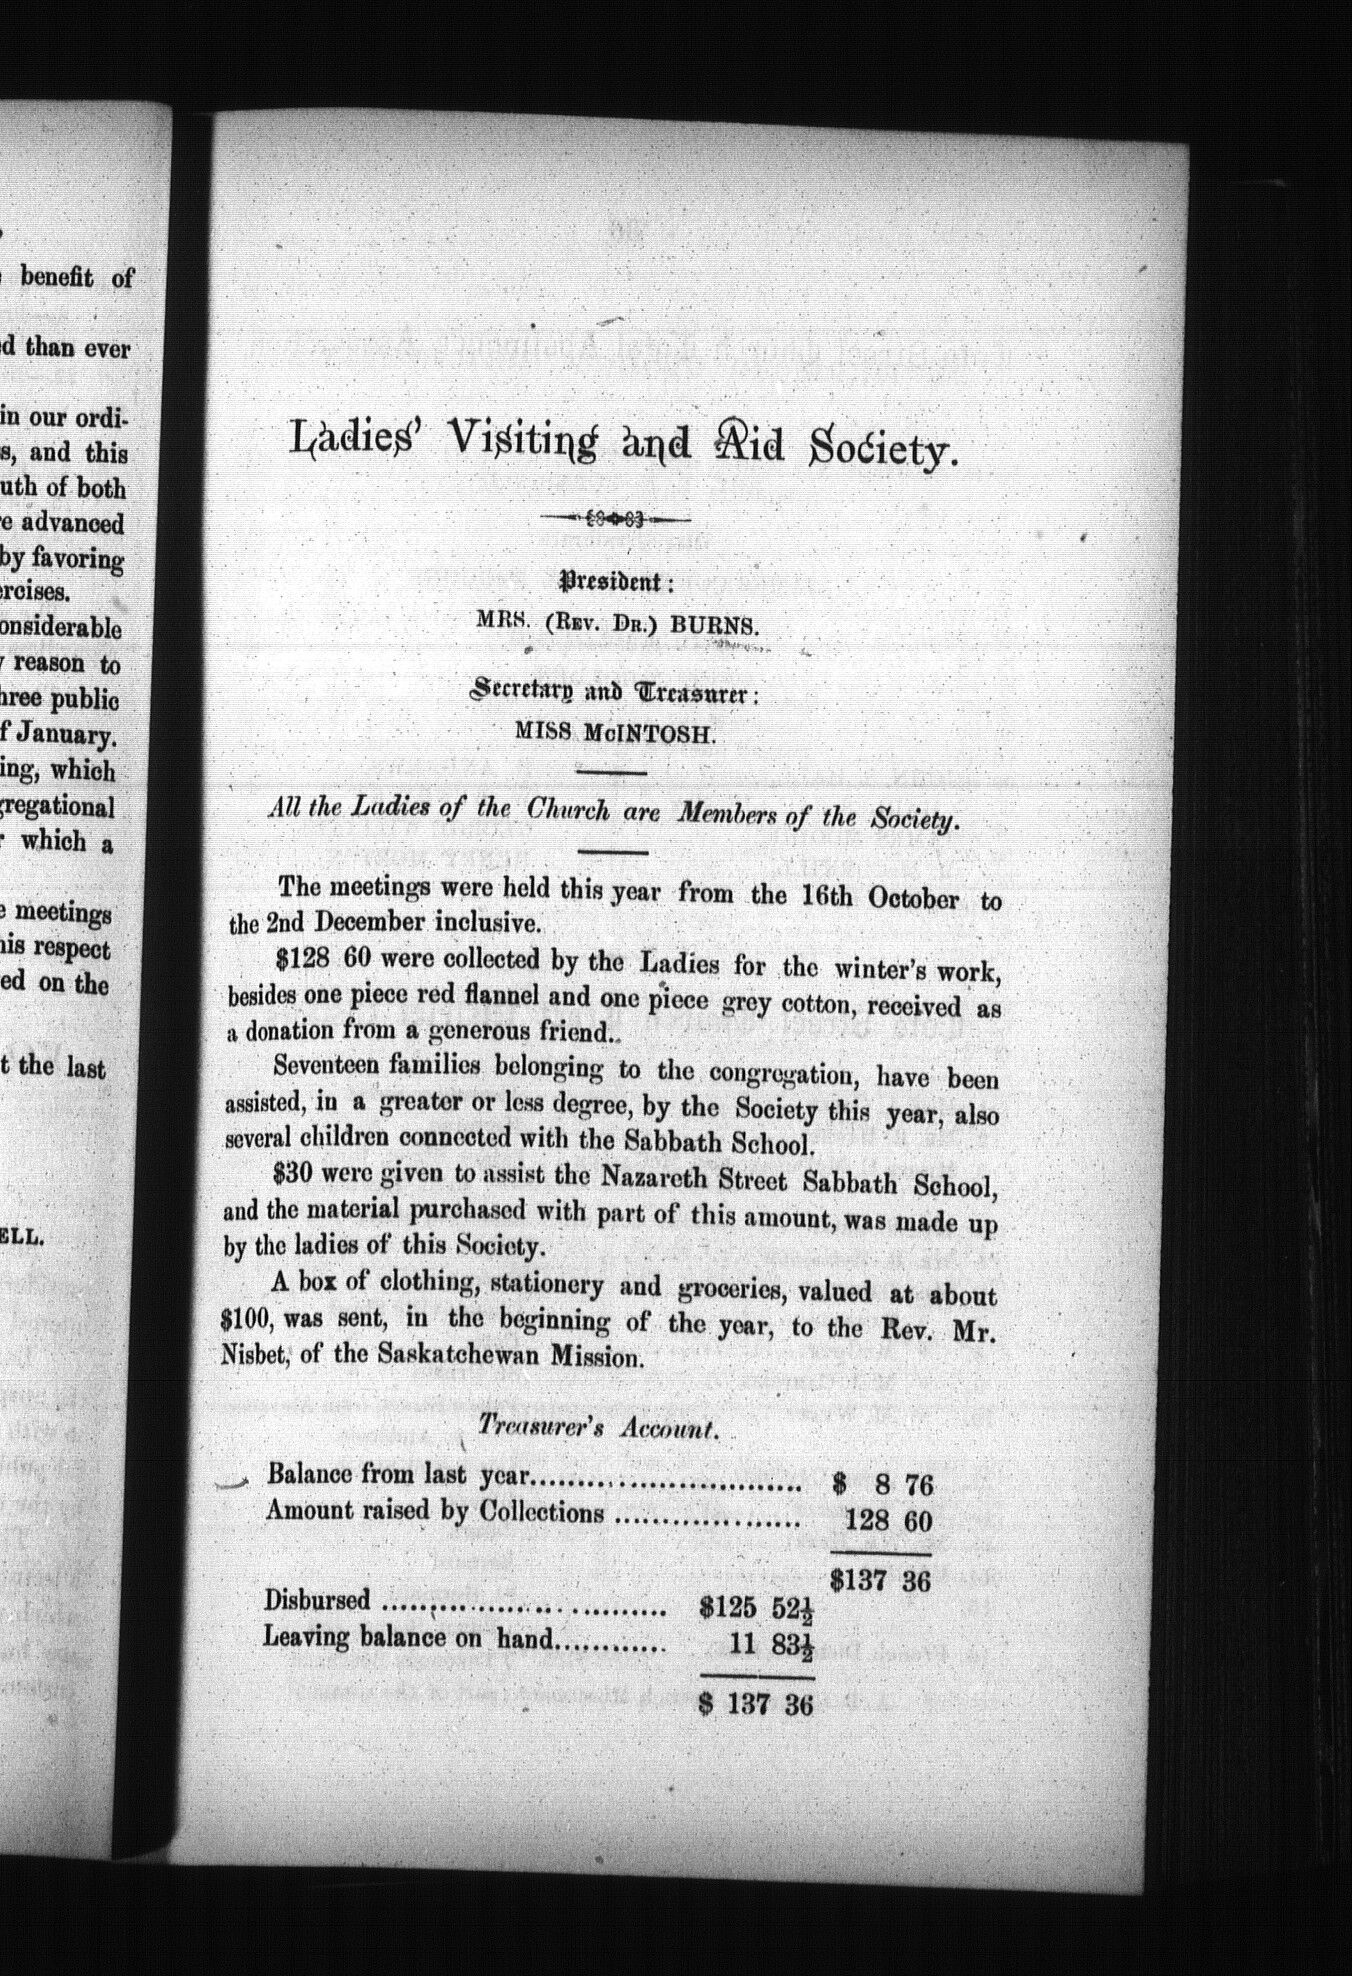 benefit of
than ever
in our ordi-
and this
of both
advanced
by favoring
reason to
public
January.
which
which a
meetings
respect
on the
the last
Ladies' Visiting and Aid Society.
President:
MRS. (REV. DR.) BURNS.
Secretary and Treasurer:
MISS McINTOSH.
All the Ladies of the Church are Members of the Society.
The meetings were held this year from the 16th October to
the 2nd December inclusive.
$128 60 were collected by the Ladies for the winter's work,
besides one piece red flannel and one piece grey cotton, received as
a donation from a generous friend.
Seventeen families belonging to the congregation, have been
assisted, in a greater or less degree, by the Society this year, also
several children connected with the Sabbath School.
$30 were given to assist the Nazareth Street Sabbath School,
and the material purchased with part of this amount, was made up
by the ladies of this Society.
A box of clothing, stationery and groceries, valued at about
$100, was sent, in the beginning of the year, to the Rev. Mr.
Nisbet, of the Saskatchewan Mission.
Treasurer's Account.
Balance from last year.............................. $ 8 76
Amount raised by Collections .................... 128 60
$137 36
Disbursed .............................. $125 52½
Leaving balance on hand............ 11 83½
$ 137 36